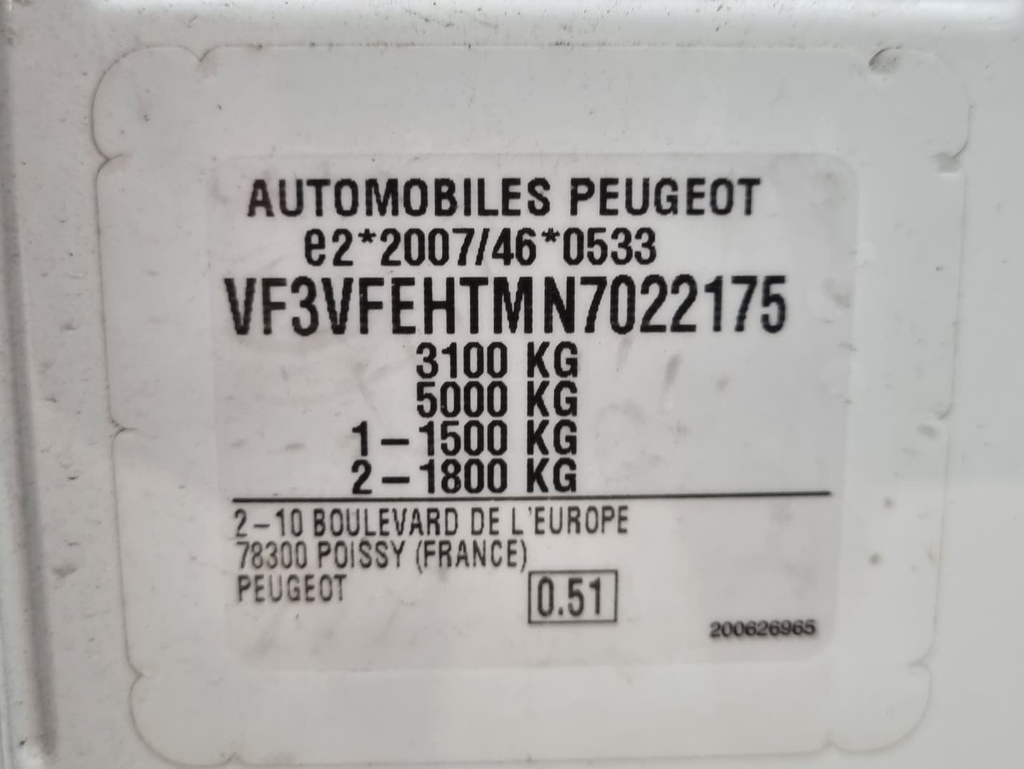 AUTOMOBILES PEUGEOT
e2*2007/46*0533
VF3VFEHTMN7022175
3100 KG
5000 KG
1-1500 KG
2-1800 KG
2-10 BOULEVARD DE L'EUROPE
78300 POISSY (FRANCE)
PEUGEOT
0.51
200626965